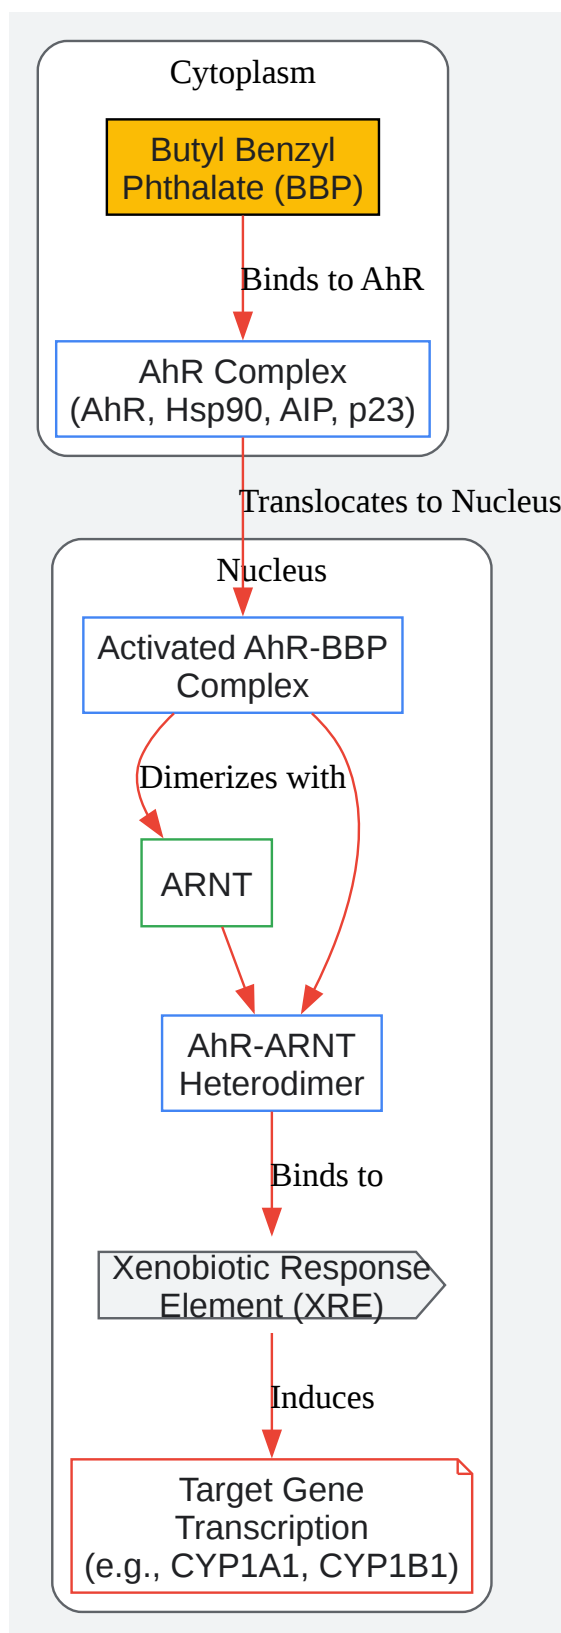 Cytoplasm
Butyl Benzyl
Phthalate (BBP)
Binds to AhR
AhR Complex
(AhR, Hsp90, AIP, p23)
Translocates to Nucleus
Nucleus
Activated AhR-BBP
Complex
Dimerizes with
ARNT
AhR-ARNT
Heterodimer
Binds to
Xenobiotic Response
Element (XRE)
Induces
Target Gene
Transcription
(e.g., CYP1A1, CYP1B1)